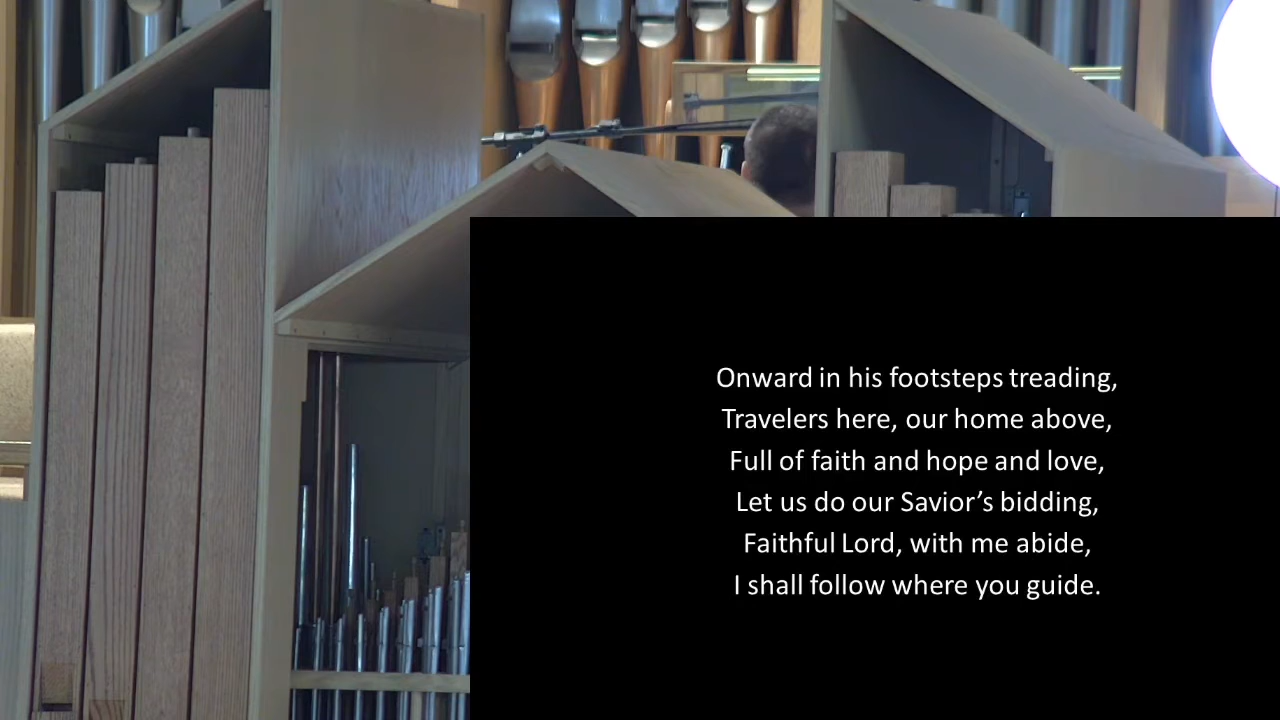 Onward in his footsteps treading,
Travelers here, our home above,
Full of faith and hope and love,
Let us do our Savior’s bidding,
Faithful Lord, with me abide,
I shall follow where you guide.